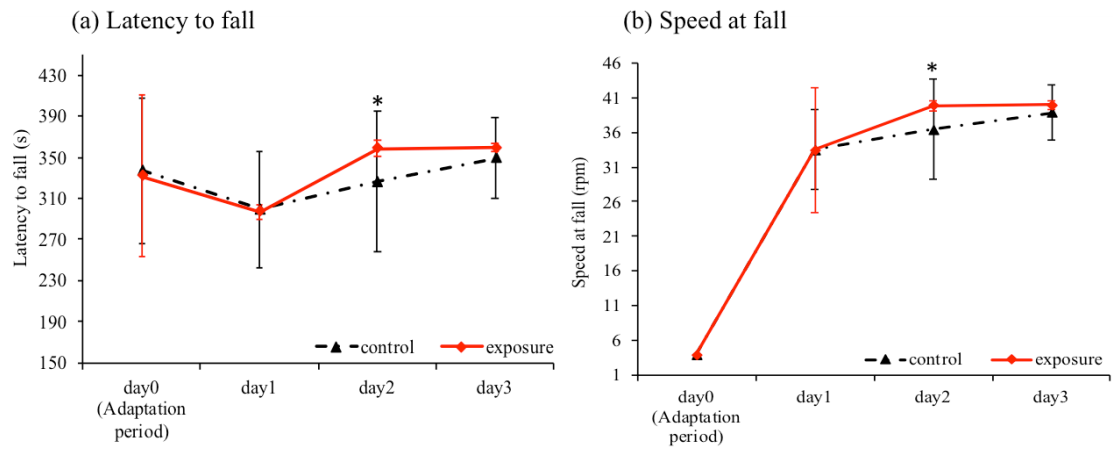 (a) Latency to fall
Latency to fall (s)
430
390
350
310
270
230
190
150
*
control
exposure
day0
(Adaptation
period)
day1
day2
day3
(b) Speed at fall
Speed at fall (rpm)
46
41
36
31
26
21
16
11
6
1
*
control
exposure
day0
(Adaptation
period)
day1
day2
day3